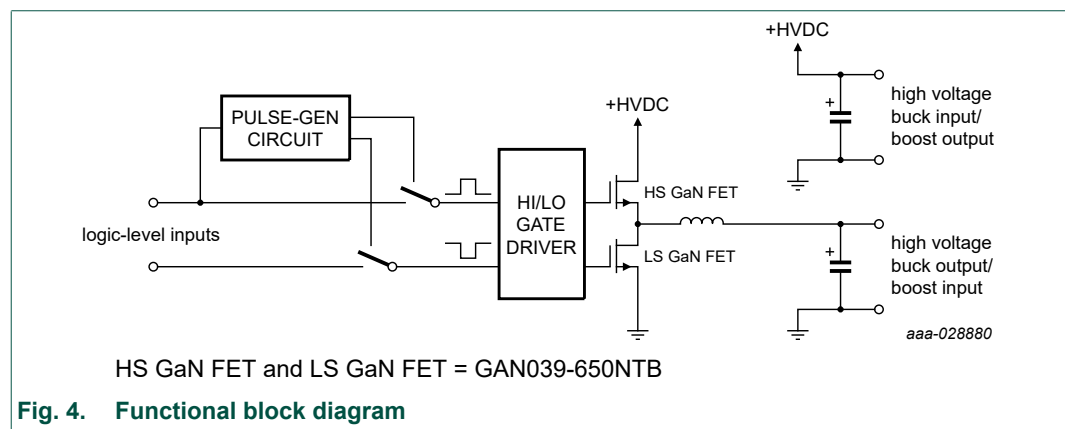 +HVDC
high voltage
buck input/
boost output
+
PULSE-GEN
CIRCUIT
+HVDC
HS GaN FET
HI/LO
GATE
DRIVER
logic-level inputs
LS GaN FET
high voltage
buck output/
boost input
+
aaa-028880
HS GaN FET and LS GaN FET = GAN039-650NTB
Fig. 4. Functional block diagram